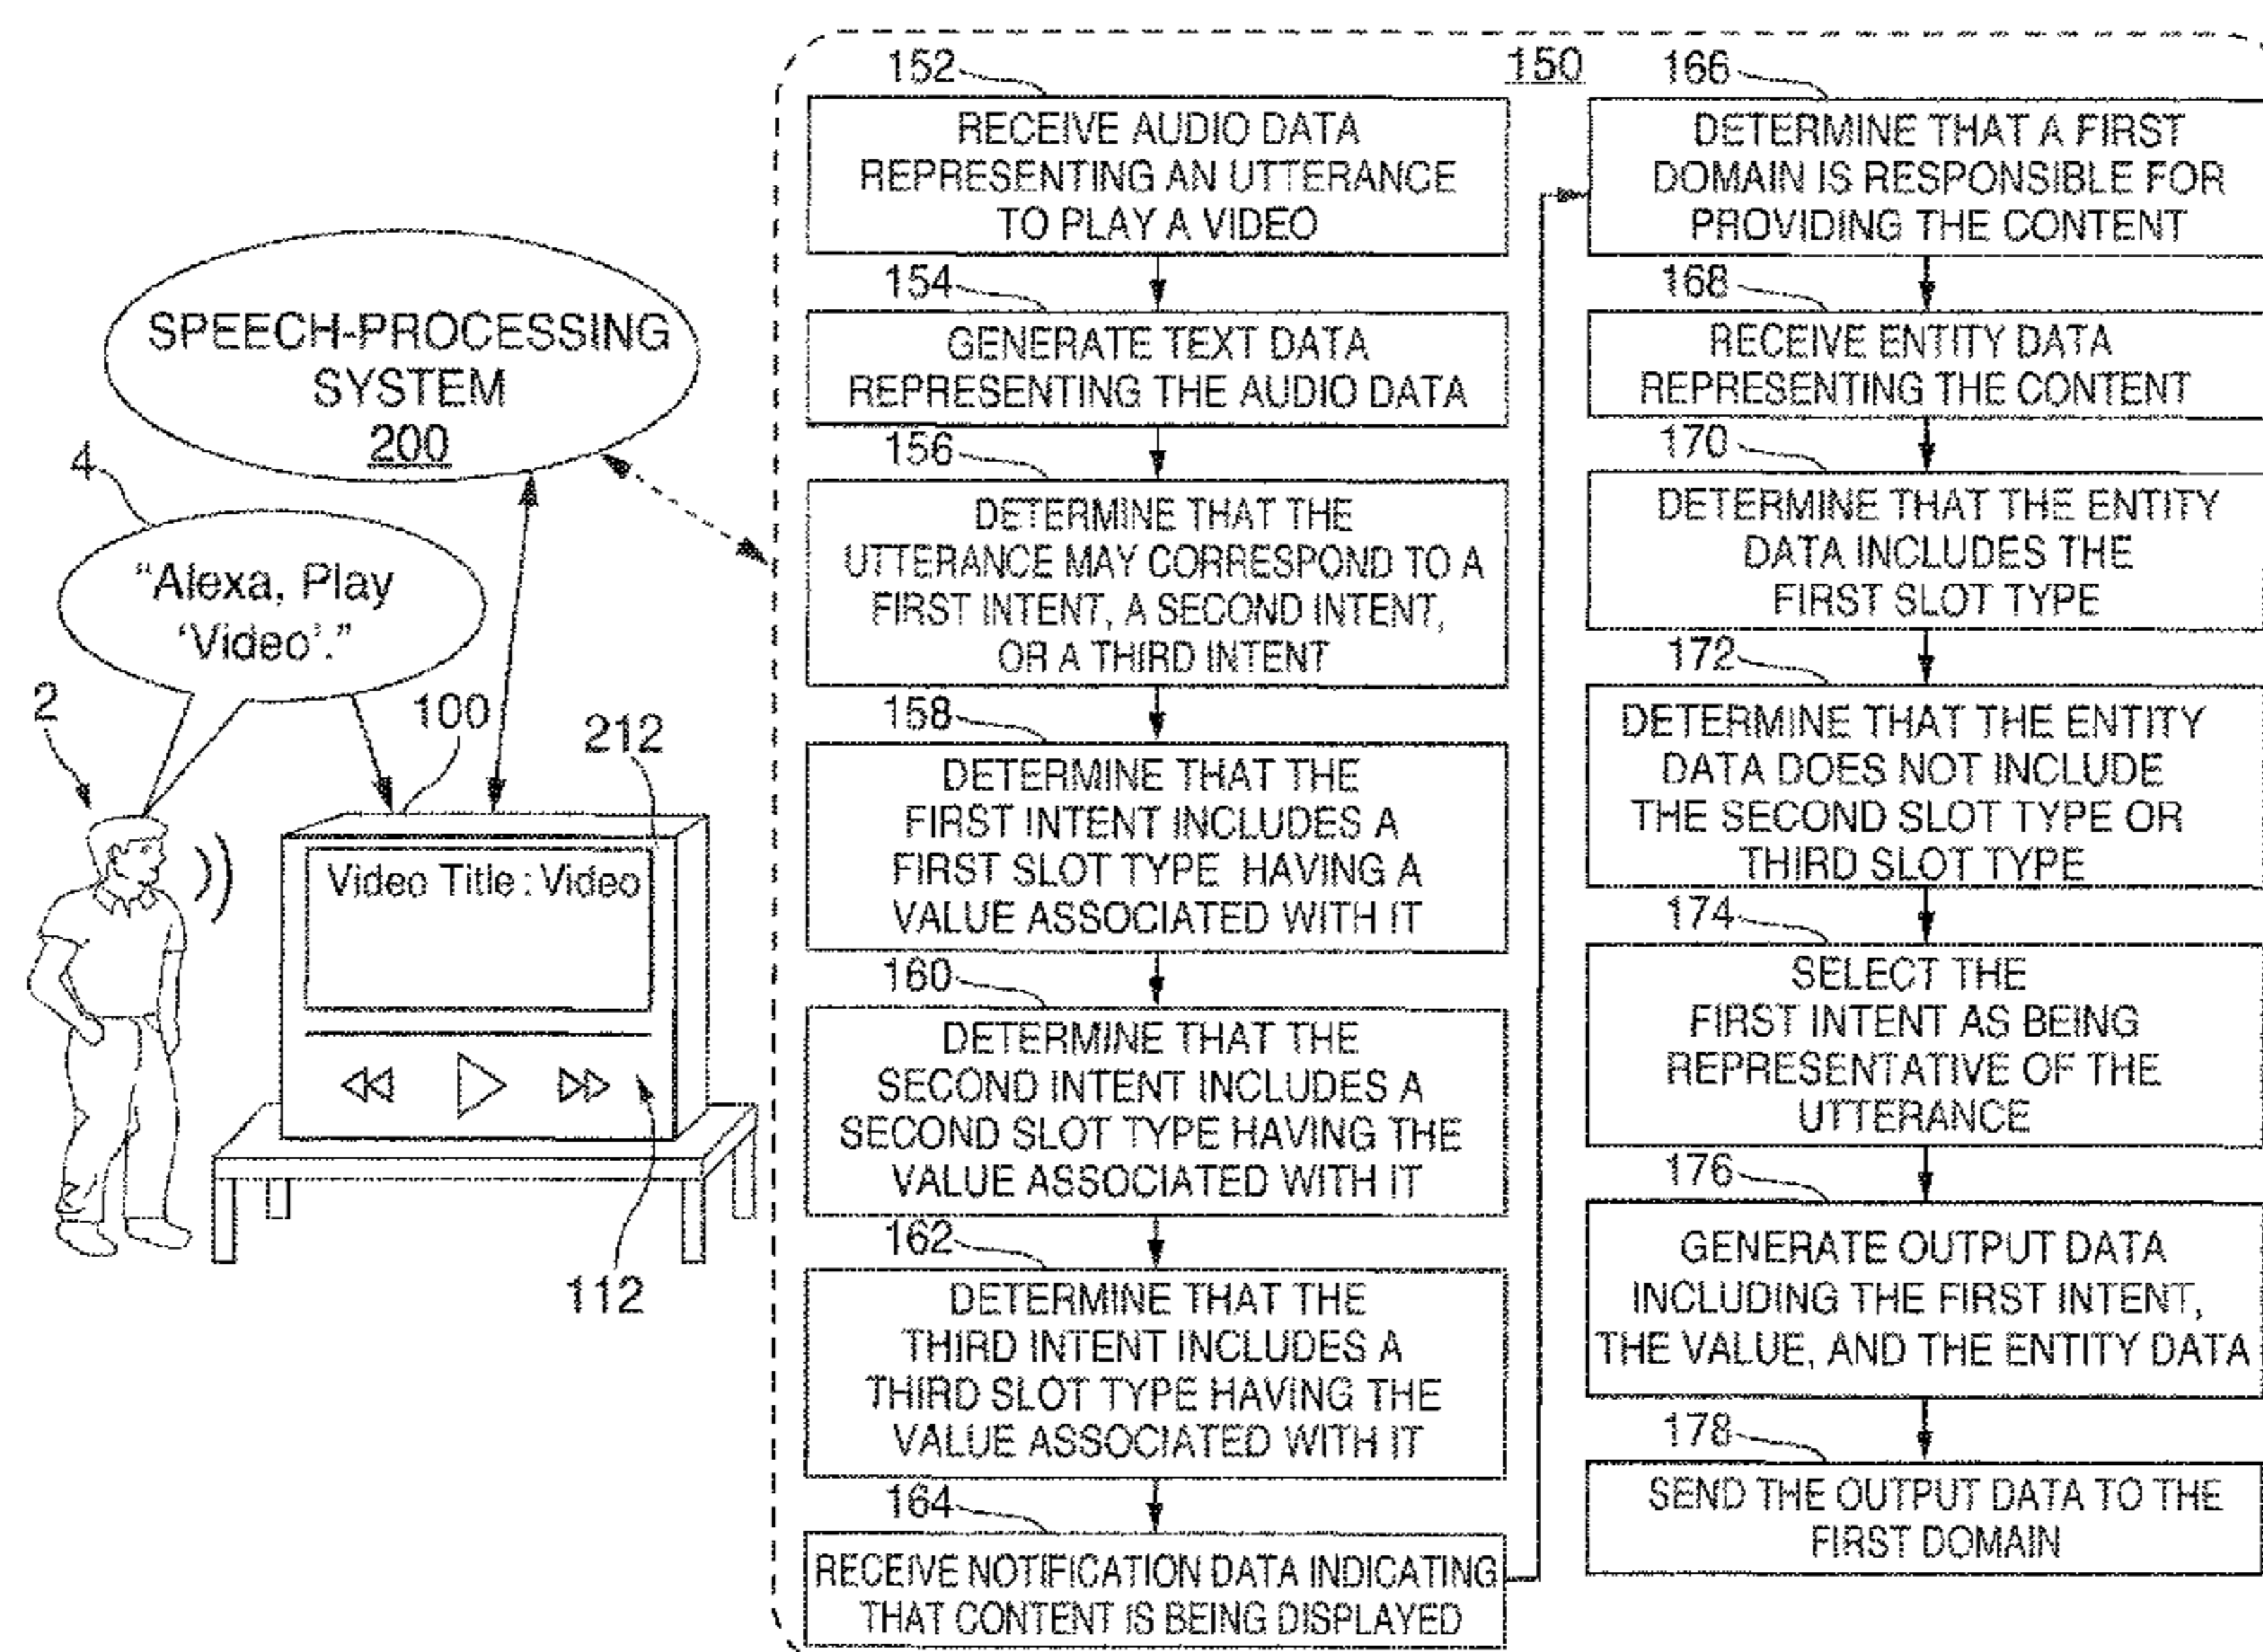 SPEECH-PROCESSING
SYSTEM
200
4
"Alexa, Play
'Video'."
2
100
212
Video Title : Video
112
150
152
RECEIVE AUDIO DATA
REPRESENTING AN UTTERANCE
TO PLAY A VIDEO
154
GENERATE TEXT DATA
REPRESENTING THE AUDIO DATA
156
DETERMINE THAT THE
UTTERANCE MAY CORRESPOND TO A
FIRST INTENT, A SECOND INTENT,
OR A THIRD INTENT
158
DETERMINE THAT THE
FIRST INTENT INCLUDES A
FIRST SLOT TYPE HAVING A
VALUE ASSOCIATED WITH IT
160
DETERMINE THAT THE
SECOND INTENT INCLUDES A
SECOND SLOT TYPE HAVING THE
VALUE ASSOCIATED WITH IT
162
DETERMINE THAT THE
THIRD INTENT INCLUDES A
THIRD SLOT TYPE HAVING THE
VALUE ASSOCIATED WITH IT
164
RECEIVE NOTIFICATION DATA INDICATING
THAT CONTENT IS BEING DISPLAYED
166
DETERMINE THAT A FIRST
DOMAIN IS RESPONSIBLE FOR
PROVIDING THE CONTENT
168
RECEIVE ENTITY DATA
REPRESENTING THE CONTENT
170
DETERMINE THAT THE ENTITY
DATA INCLUDES THE
FIRST SLOT TYPE
172
DETERMINE THAT THE ENTITY
DATA DOES NOT INCLUDE
THE SECOND SLOT TYPE OR
THIRD SLOT TYPE
174
SELECT THE
FIRST INTENT AS BEING
REPRESENTATIVE OF THE
UTTERANCE
176
GENERATE OUTPUT DATA
INCLUDING THE FIRST INTENT,
THE VALUE, AND THE ENTITY DATA
178
SEND THE OUTPUT DATA TO THE
FIRST DOMAIN